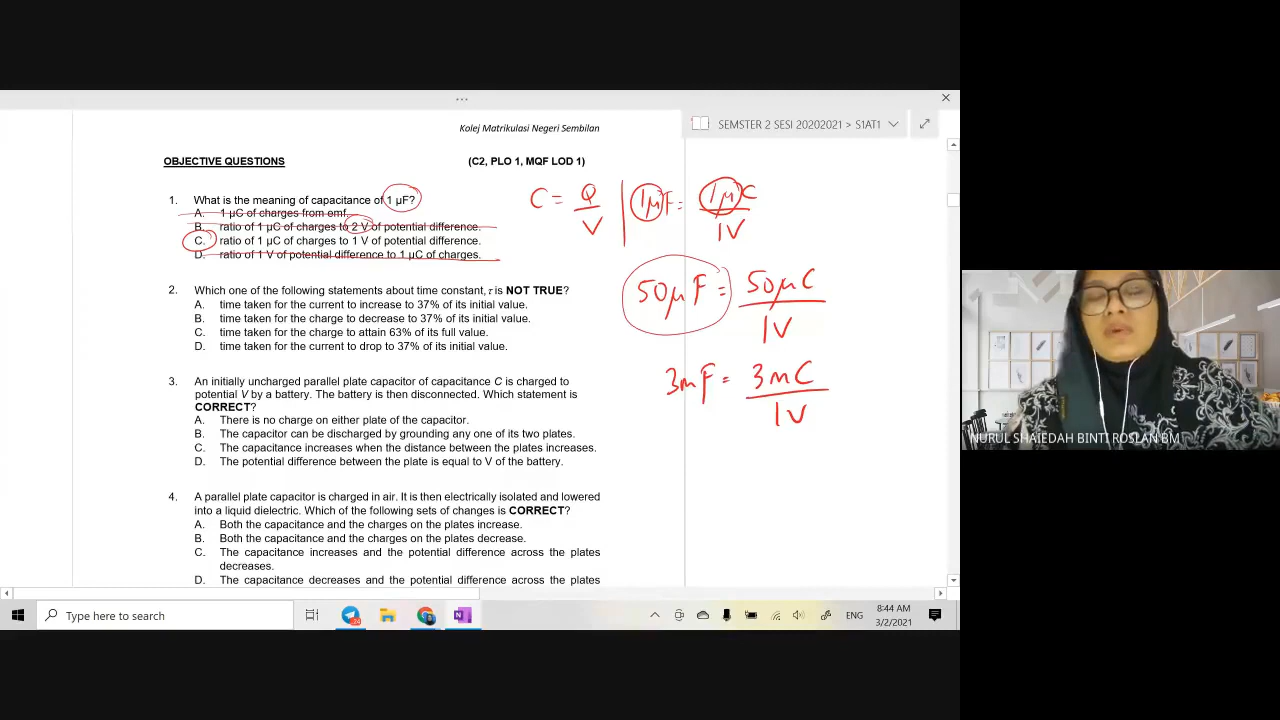 Kolej Matrikulasi Negeri Sembilan
SEMSTER 2 SESI 20202021 > S1AT1
OBJECTIVE QUESTIONS (C2, PLO 1, MQF LOD 1)
1. What is the meaning of capacitance of 1 µF?
A. 1 µC of charges from emf.
B. ratio of 1 µC of charges to 2 V of potential difference.
C. ratio of 1 µC of charges to 1 V of potential difference.
D. ratio of 1 V of potential difference to 1 µC of charges.
2. Which one of the following statements about time constant, τ is NOT TRUE?
A. time taken for the current to increase to 37% of its initial value.
B. time taken for the charge to decrease to 37% of its initial value.
C. time taken for the charge to attain 63% of its full value.
D. time taken for the current to drop to 37% of its initial value.
3. An initially uncharged parallel plate capacitor of capacitance C is charged to
potential V by a battery. The battery is then disconnected. Which statement is
CORRECT?
A. There is no charge on either plate of the capacitor.
B. The capacitor can be discharged by grounding any one of its two plates.
C. The capacitance increases when the distance between the plates increases.
D. The potential difference between the plate is equal to V of the battery.
4. A parallel plate capacitor is charged in air. It is then electrically isolated and lowered
into a liquid dielectric. Which of the following sets of changes is CORRECT?
A. Both the capacitance and the charges on the plates increase.
B. Both the capacitance and the charges on the plates decrease.
C. The capacitance increases and the potential difference across the plates
decreases.
D. The capacitance decreases and the potential difference across the plates
C = Q
V
1µF = 1µC
1V
50µF = 50µC
1V
3mF = 3mC
1V
NURUL SHAIEDAH BINTI ROSLAN BM
Type here to search
ENG
8:44 AM
3/2/2021